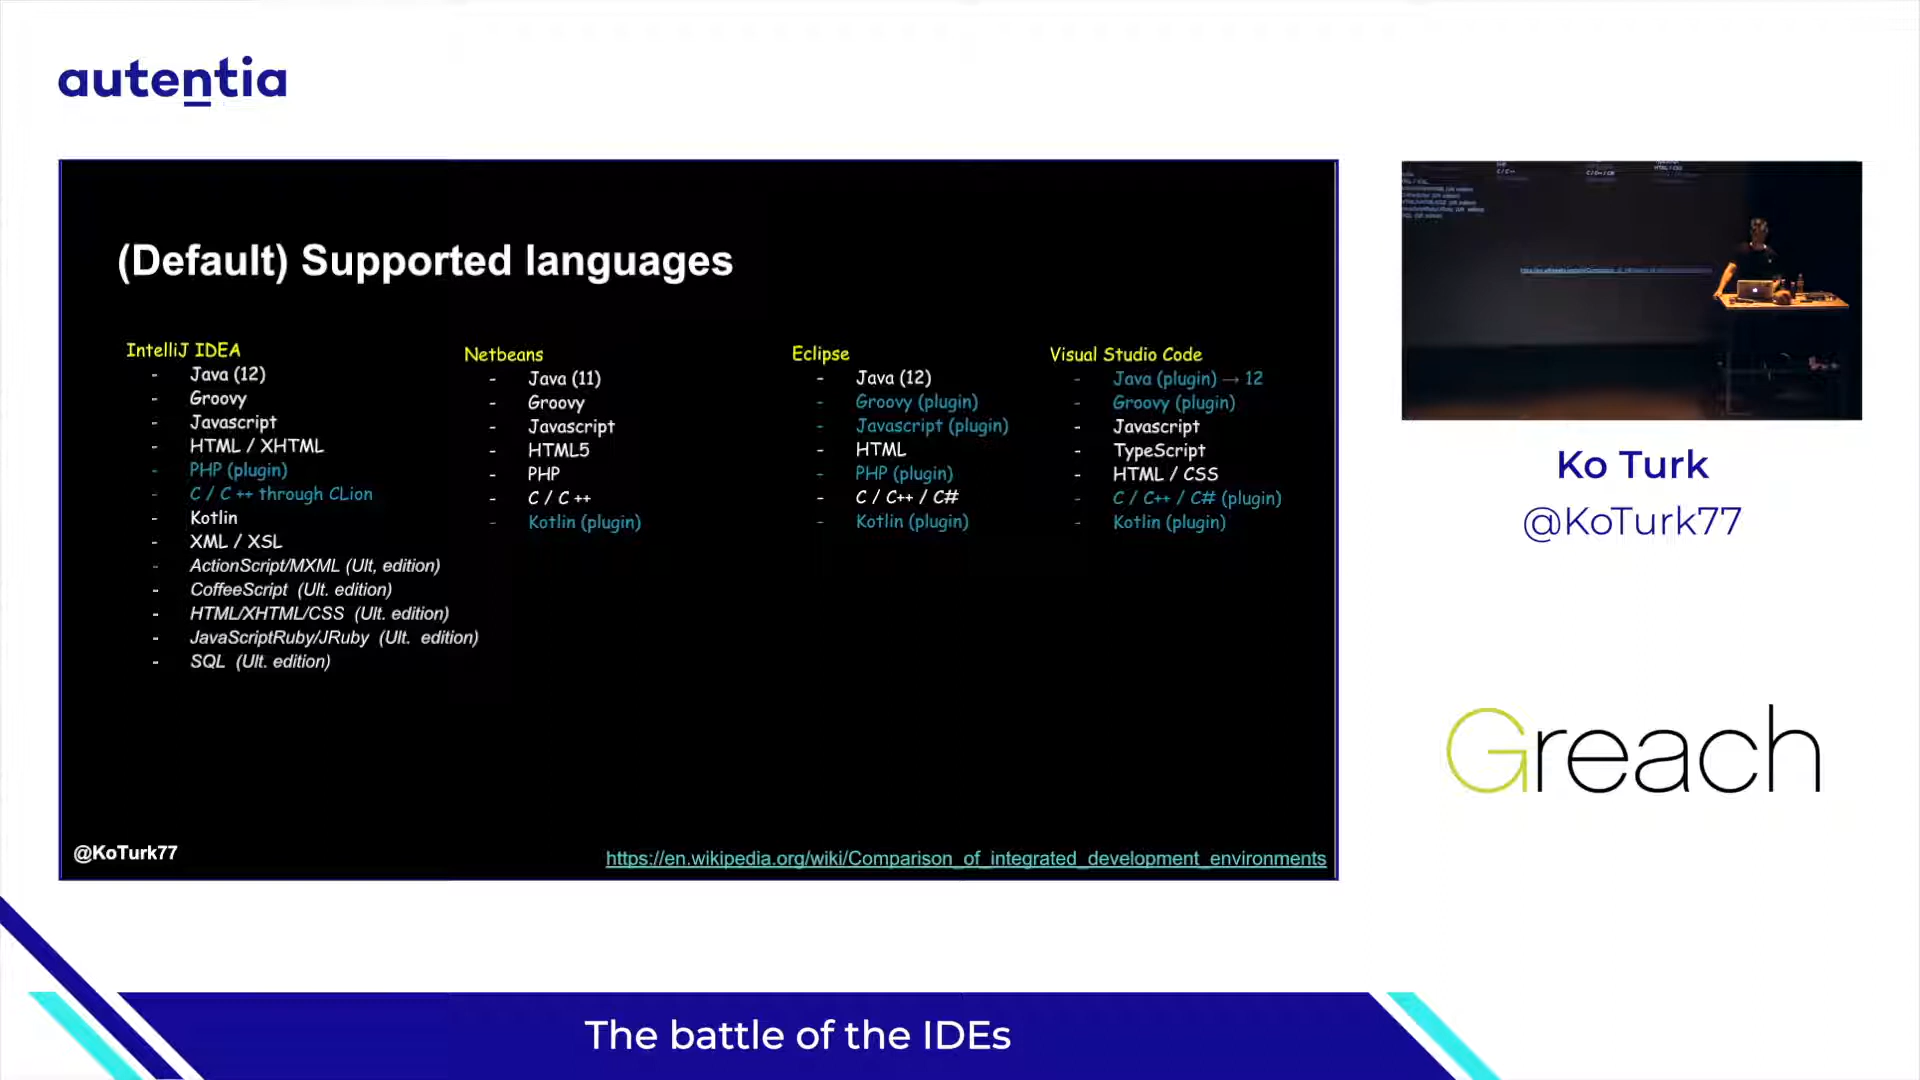 autentia
(Default) Supported languages
IntelliJ IDEA
- Java (12)
- Groovy
- Javascript
- HTML / XHTML
- PHP (plugin)
- C / C ++ through CLion
- Kotlin
- XML / XSL
- ActionScript/MXML (Ult, edition)
- CoffeeScript (Ult. edition)
- HTML/XHTML/CSS (Ult. edition)
- JavaScriptRuby/JRuby (Ult. edition)
- SQL (Ult. edition)
Netbeans
- Java (11)
- Groovy
- Javascript
- HTML5
- PHP
- C / C ++
- Kotlin (plugin)
Eclipse
- Java (12)
- Groovy (plugin)
- Javascript (plugin)
- HTML
- PHP (plugin)
- C / C++ / C#
- Kotlin (plugin)
Visual Studio Code
- Java (plugin) → 12
- Groovy (plugin)
- Javascript
- TypeScript
- HTML / CSS
- C / C++ / C# (plugin)
- Kotlin (plugin)
@KoTurk77
https://en.wikipedia.org/wiki/Comparison_of_integrated_development_environments
Ko Turk
@KoTurk77
Greach
The battle of the IDEs